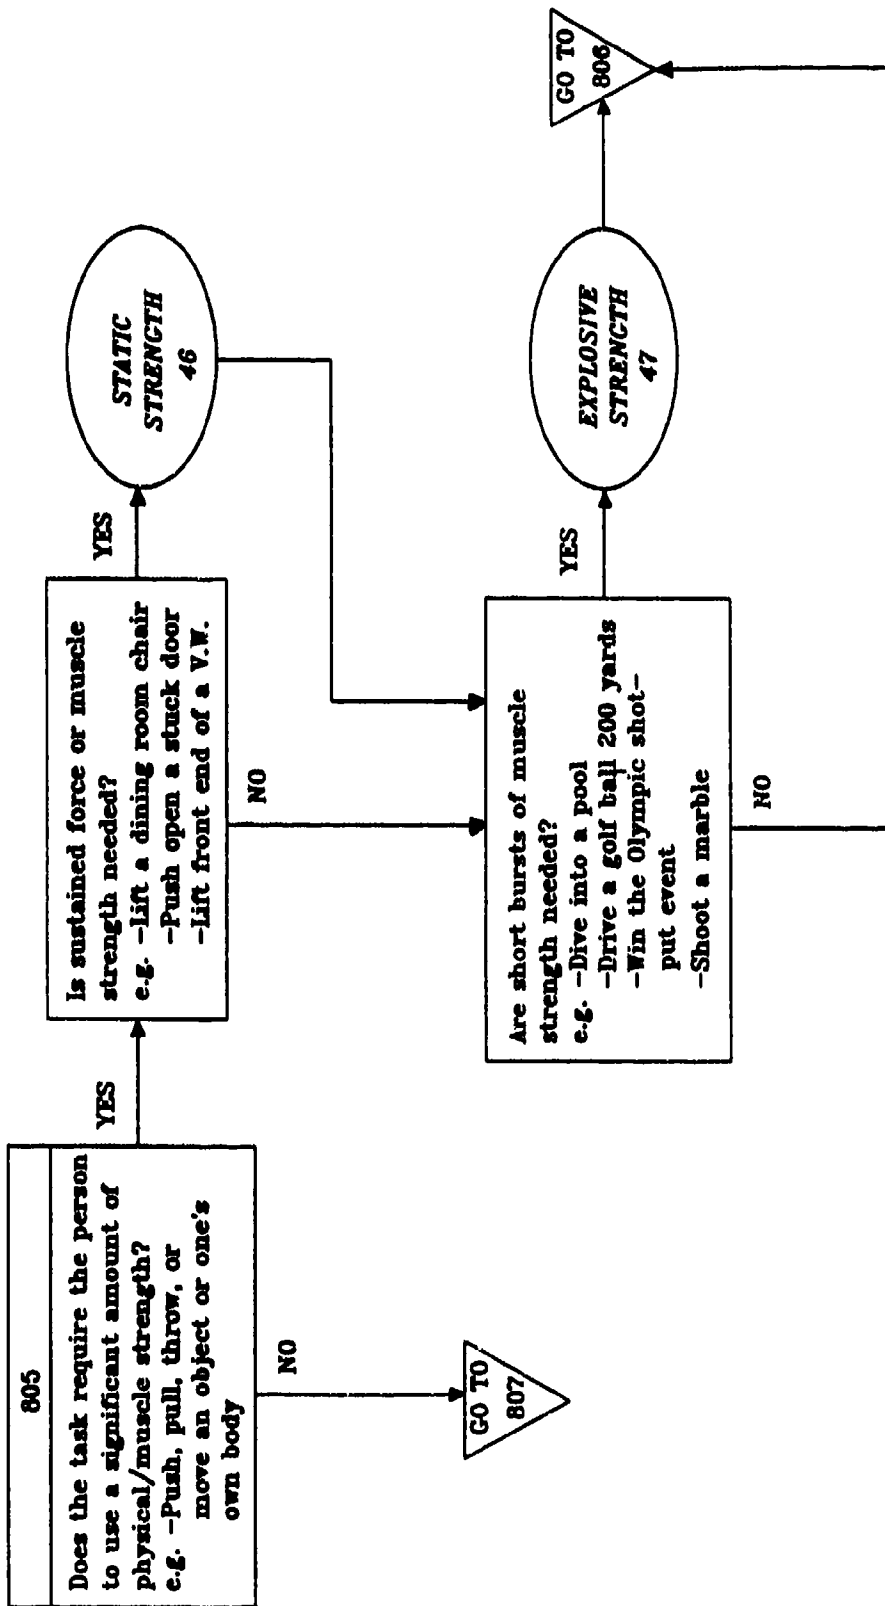 805
Does the task require the person
to use a significant amount of
physical/muscle strength?
e.g. -Push, pull, throw, or
move an object or one's
own body
YES
NO
GO TO
807
Is sustained force or muscle
strength needed?
e.g. -Lift a dining room chair
-Push open a stuck door
-Lift front end of a V.W.
YES
NO
STATIC
STRENGTH
46
Are short bursts of muscle
strength needed?
e.g. -Dive into a pool
-Drive a golf ball 200 yards
-Win the Olympic shot-
put event
-Shoot a marble
YES
NO
EXPLOSIVE
STRENGTH
47
GO TO
806